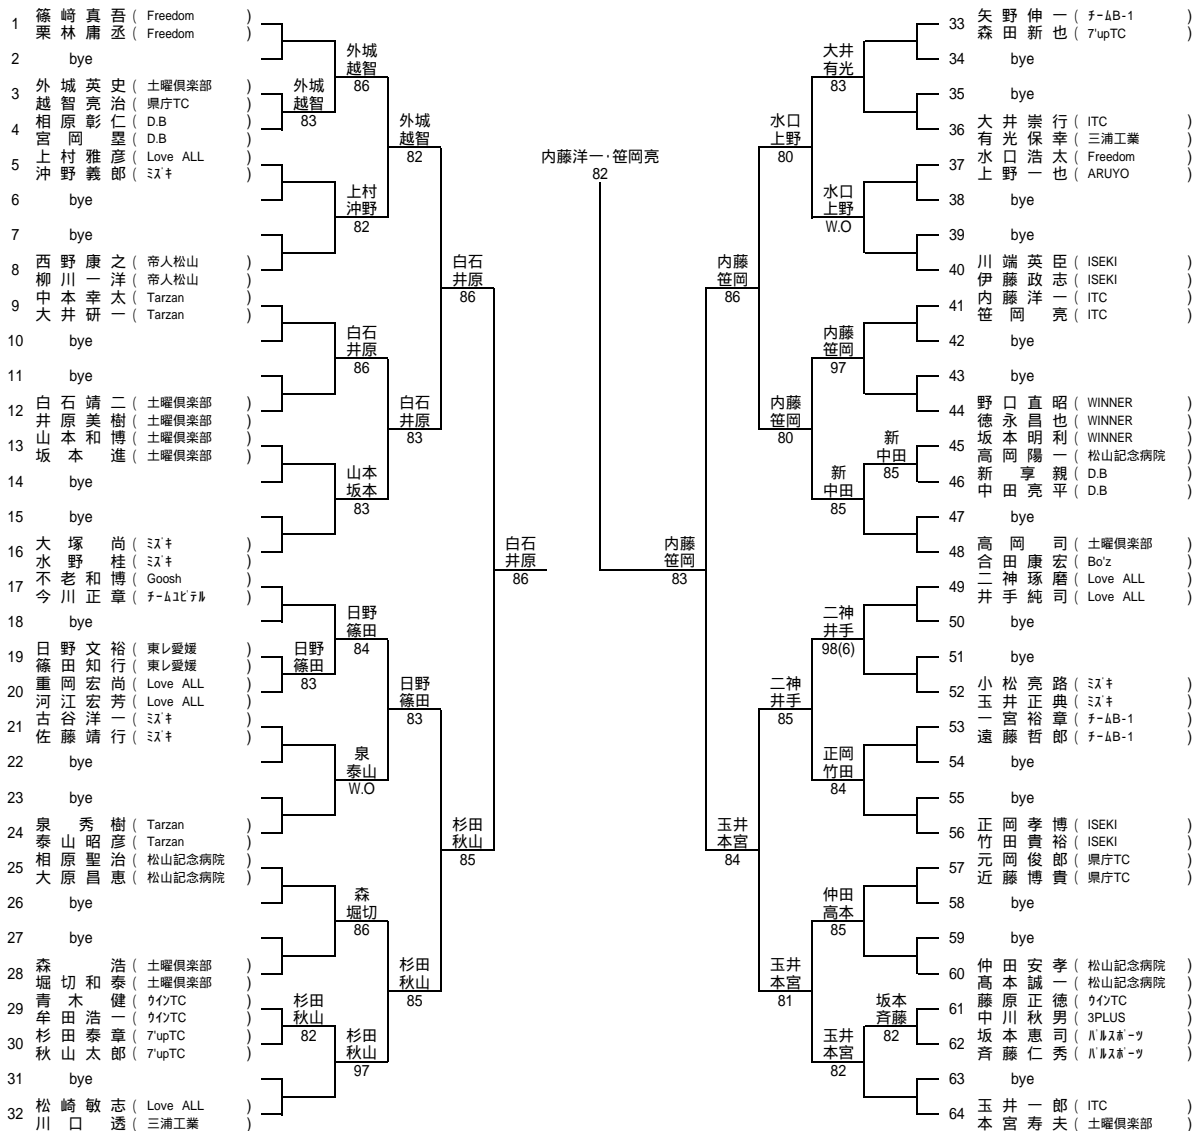 1 篠﨑真吾 ( Freedom )
栗林庸丞 ( Freedom )
2 bye
3 外城英史 ( 土曜倶楽部 )
越智亮治 ( 県庁TC )
4 相原彰仁 ( D.B )
宮岡塁 ( D.B )
5 上村雅彦 ( Love ALL )
沖野義郎 ( ミズキ )
6 bye
7 bye
8 西野康之 ( 帝人松山 )
柳川一洋 ( 帝人松山 )
9 中本幸太 ( Tarzan )
大井研一 ( Tarzan )
10 bye
11 bye
12 白石靖二 ( 土曜倶楽部 )
井原美樹 ( 土曜倶楽部 )
13 山本和博 ( 土曜倶楽部 )
坂本進 ( 土曜倶楽部 )
14 bye
15 bye
16 大塚尚 ( ミズキ )
水野桂 ( ミズキ )
17 不老和博 ( Goosh )
今川正章 ( チームユピテル )
18 bye
19 日野文裕 ( 東レ愛媛 )
篠田知行 ( 東レ愛媛 )
20 重岡宏尚 ( Love ALL )
河江宏芳 ( Love ALL )
21 古谷洋一 ( ミズキ )
佐藤靖行 ( ミズキ )
22 bye
23 bye
24 泉秀樹 ( Tarzan )
泰山昭彦 ( Tarzan )
25 相原聖治 ( 松山記念病院 )
大原昌恵 ( 松山記念病院 )
26 bye
27 bye
28 森浩 ( 土曜倶楽部 )
堀切和泰 ( 土曜倶楽部 )
29 青木健 ( ウインTC )
牟田浩一 ( ウインTC )
30 杉田泰章 ( 7'upTC )
秋山太郎 ( 7'upTC )
31 bye
32 松崎敏志 ( Love ALL )
川口透 ( 三浦工業 )
外城
越智
83
日野
篠田
83
杉田
秋山
82
外城
越智
86
上村
沖野
82
白石
井原
86
山本
坂本
83
日野
篠田
84
泉
泰山
W.O
森
堀切
86
杉田
秋山
97
外城
越智
82
白石
井原
83
日野
篠田
83
杉田
秋山
85
白石
井原
86
杉田
秋山
85
白石
井原
86
内藤洋一・笹岡亮
82
内藤
笹岡
83
内藤
笹岡
86
玉井
本宮
84
水口
上野
80
内藤
笹岡
80
二神
井手
85
玉井
本宮
81
大井
有光
83
水口
上野
W.O
内藤
笹岡
97
新
中田
85
二神
井手
98(6)
正岡
竹田
84
仲田
高本
85
玉井
本宮
82
新
中田
85
坂本
斉藤
82
33 矢野伸一 ( チームB-1 )
森田新也 ( 7'upTC )
34 bye
35 bye
36 大井崇行 ( ITC )
有光保幸 ( 三浦工業 )
37 水口浩太 ( Freedom )
上野一也 ( ARUYO )
38 bye
39 bye
40 川端英臣 ( ISEKI )
伊藤政志 ( ISEKI )
41 内藤洋一 ( ITC )
笹岡亮 ( ITC )
42 bye
43 bye
44 野口直昭 ( WINNER )
徳永昌也 ( WINNER )
45 坂本明利 ( WINNER )
高岡陽一 ( 松山記念病院 )
46 新享親 ( D.B )
中田亮平 ( D.B )
47 bye
48 高岡司 ( 土曜倶楽部 )
合田康宏 ( Bo'z )
49 二神琢磨 ( Love ALL )
井手純司 ( Love ALL )
50 bye
51 bye
52 小松亮路 ( ミズキ )
玉井正典 ( ミズキ )
53 一宮裕章 ( チームB-1 )
遠藤哲郎 ( チームB-1 )
54 bye
55 bye
56 正岡孝博 ( ISEKI )
竹田貴裕 ( ISEKI )
57 元岡俊郎 ( 県庁TC )
近藤博貴 ( 県庁TC )
58 bye
59 bye
60 仲田安孝 ( 松山記念病院 )
髙本誠一 ( 松山記念病院 )
61 藤原正徳 ( ウインTC )
中川秋男 ( 3PLUS )
62 坂本恵司 ( パルスポーツ )
斉藤仁秀 ( パルスポーツ )
63 bye
64 玉井一郎 ( ITC )
本宮寿夫 ( 土曜倶楽部 )